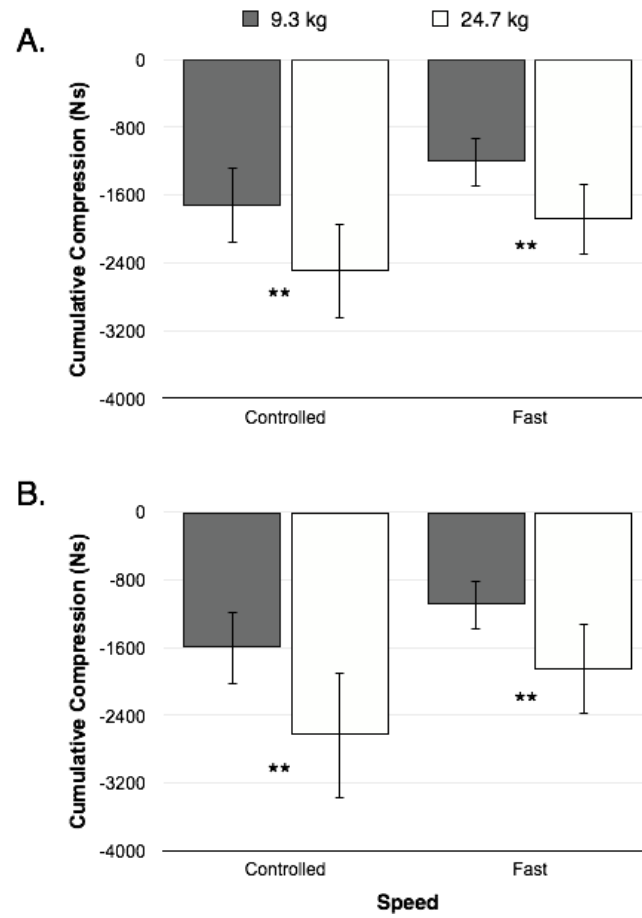 9.3 kg 24.7 kg
A.
Cumulative Compression (Ns)
0
-800
-1600
-2400
-3200
-4000
**
**
Controlled Fast
B.
Cumulative Compression (Ns)
0
-800
-1600
-2400
-3200
-4000
**
**
Controlled Fast
Speed